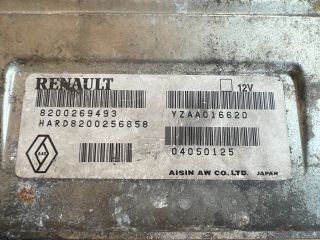 RENAULT
12V
8200269493
YZAA016620
HARD8200256858
04050125
AISIN AW CO.,LTD. JAPAN